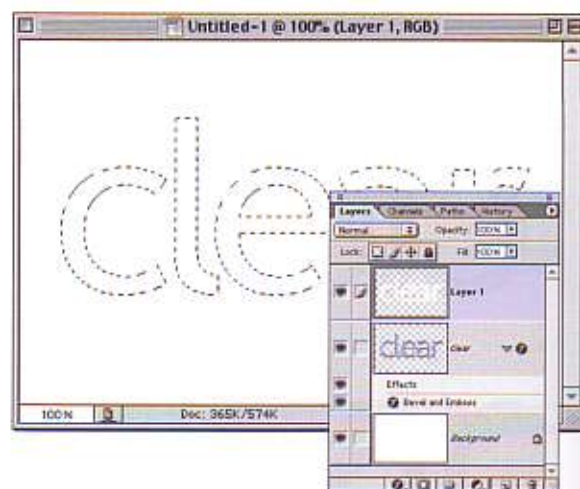 Untitled-1 @ 100% (Layer 1, RGB)
clear
Layers Channels Paths History
Normal Opacity: 100%
Lock: Fill: 100%
Layer 1
clear clear
Effects
Bevel and Emboss
Background
100% Doc: 365K/574K